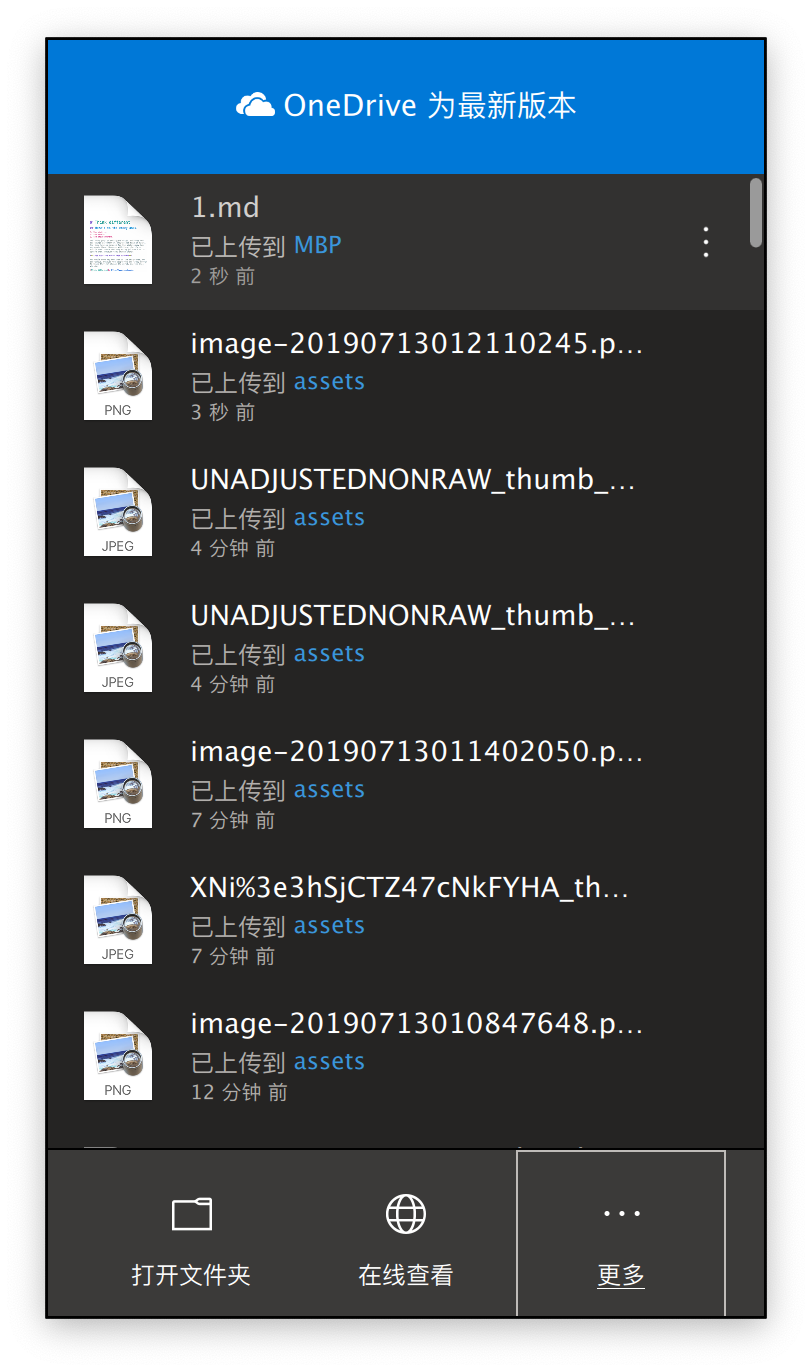 OneDrive 为最新版本
1.md
已上传到 MBP
2 秒 前
image-20190713012110245.p...
已上传到 assets
3 秒 前
PNG
UNADJUSTEDNONRAW_thumb_...
已上传到 assets
4 分钟 前
JPEG
UNADJUSTEDNONRAW_thumb_...
已上传到 assets
4 分钟 前
JPEG
image-20190713011402050.p...
已上传到 assets
7 分钟 前
PNG
XNi%3e3hSjCTZ47cNkFYHA_th...
已上传到 assets
7 分钟 前
JPEG
image-20190713010847648.p...
已上传到 assets
12 分钟 前
PNG
打开文件夹
在线查看
更多